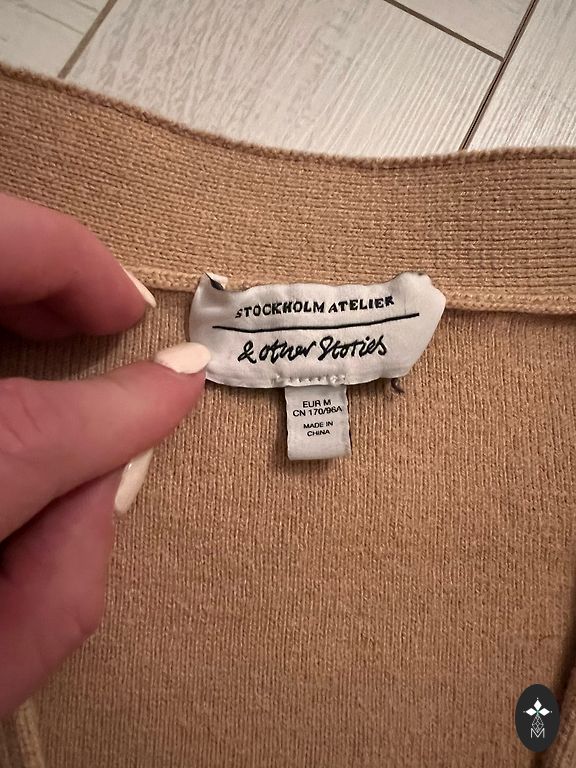 STOCKHOLM ATELIER
& other Stories
EUR M
CN 170/96A
MADE IN
CHINA
M